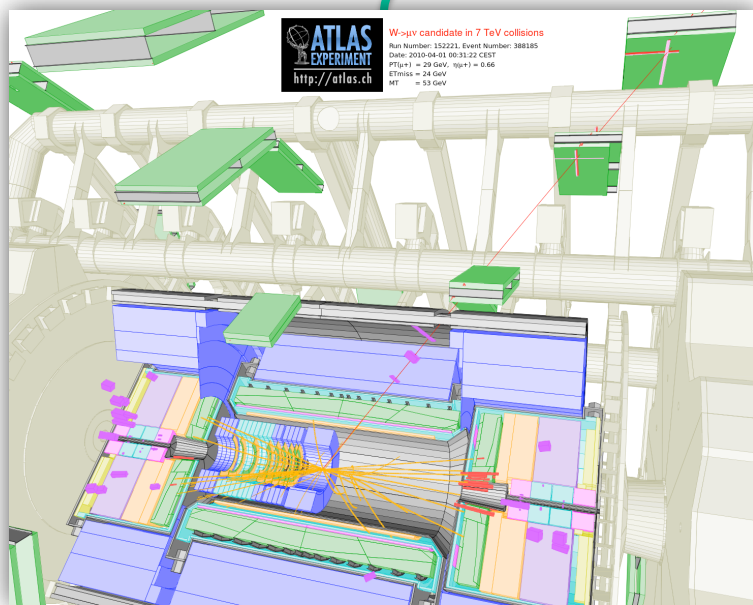 ATLAS
EXPERIMENT
http://atlas.ch
W->μν candidate in 7 TeV collisions
Run Number: 152221, Event Number: 388185
Date: 2010-04-01 00:31:22 CEST
PT(μ+) = 29 GeV, η(μ+) = 0.66
ETmiss = 24 GeV
MT = 53 GeV